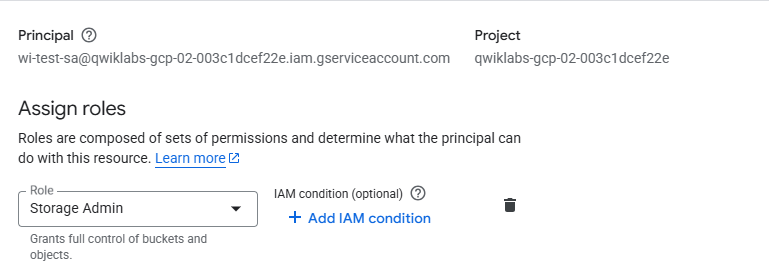 Principal
Project
wi-test-sa@qwiklabs-gcp-02-003c1dcef22e.iam.gserviceaccount.com
qwiklabs-gcp-02-003c1dcef22e
Assign roles
Roles are composed of sets of permissions and determine what the principal can
do with this resource. Learn more
Role
Storage Admin
IAM condition (optional)
Add IAM condition
Grants full control of buckets and
objects.